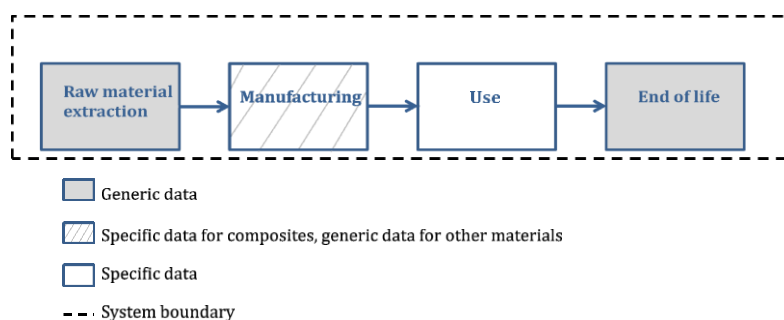 Raw material
extraction
Manufacturing
Use
End of life
Generic data
Specific data for composites, generic data for other materials
Specific data
System boundary